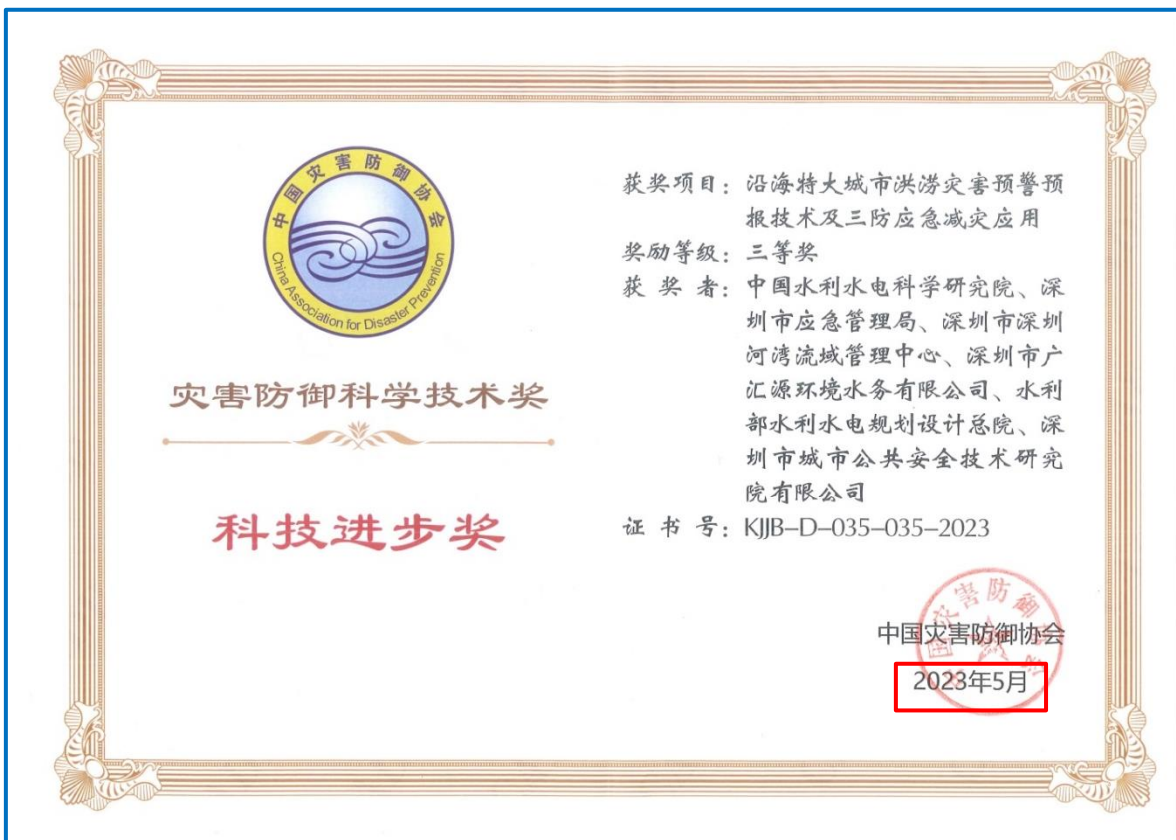 中国灾害防御协会
China Association for Disaster Prevention
灾害防御科学技术奖
科技进步奖
获奖项目：沿海特大城市洪涝灾害预警预
报技术及三防应急减灾应用
奖励等级：三等奖
获奖者：中国水利水电科学研究院、深
圳市应急管理局、深圳市深圳
河湾流域管理中心、深圳市广
汇源环境水务有限公司、水利
部水利水电规划设计总院、深
圳市城市公共安全技术研究
院有限公司
证书号：KJJB-D-035-035-2023
中国灾害防御协会
中国灾害防御协会
2023年5月